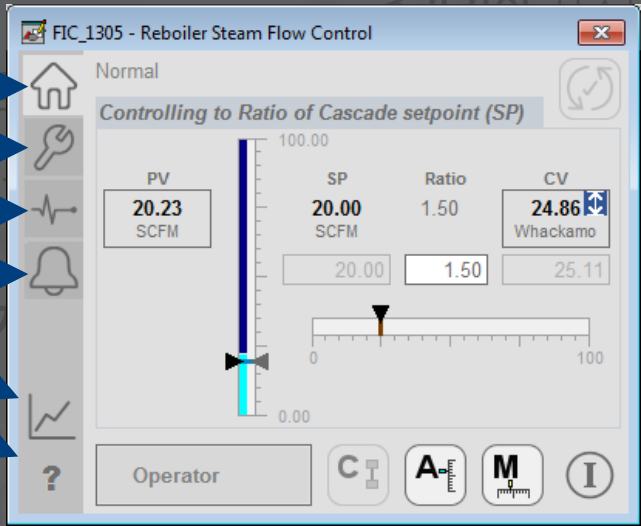 FIC_1305 - Reboiler Steam Flow Control
Normal
Controlling to Ratio of Cascade setpoint (SP)
100.00
PV SP Ratio CV
20.23 20.00 1.50 24.86
SCFM SCFM Whackamo
20.00 1.50 25.11
0 100
0.00
? Operator C A M I